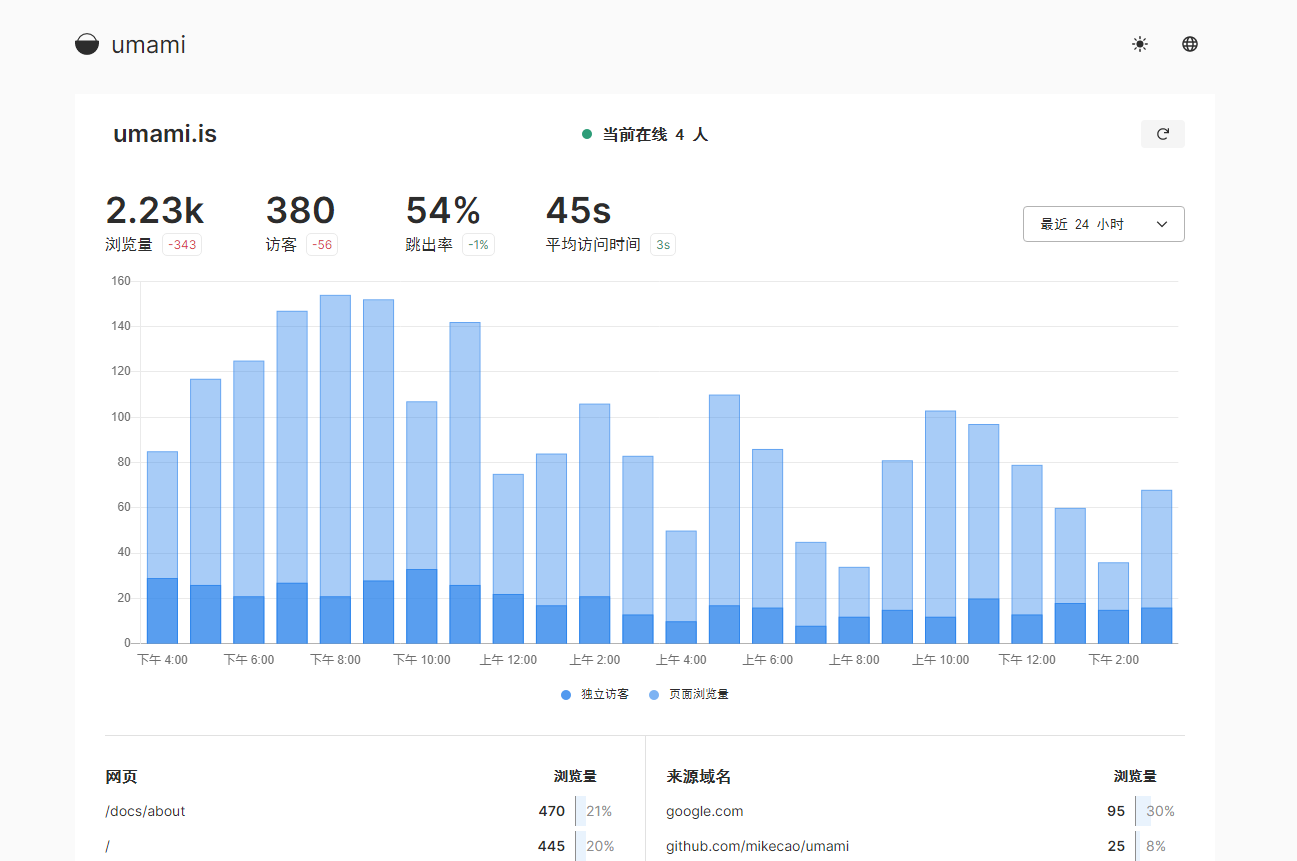 umami
umami.is
当前在线 4 人
2.23k 380 54% 45s
浏览量 -343 访客 -56 跳出率 -1% 平均访问时间 3s
最近 24 小时
160
140
120
100
80
60
40
20
0
下午 4:00 下午 6:00 下午 8:00 下午 10:00 上午 12:00 上午 2:00 上午 4:00 上午 6:00 上午 8:00 上午 10:00 下午 12:00 下午 2:00
独立访客 页面浏览量
网页 浏览量
/docs/about 470 21%
/ 445 20%
来源域名 浏览量
google.com 95 30%
github.com/mikecao/umami 25 8%